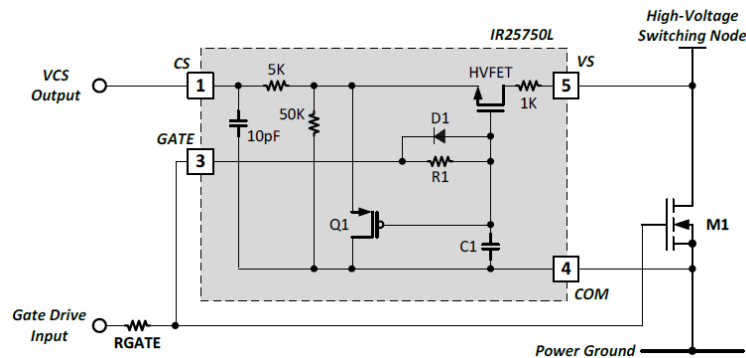 High-Voltage
Switching Node
IR25750L
VCS
Output
CS
1
5K
HVFET
VS
5
1K
10pF
50K
D1
GATE
3
R1
Q1
C1
M1
4
COM
Gate Drive
Input
RGATE
Power Ground